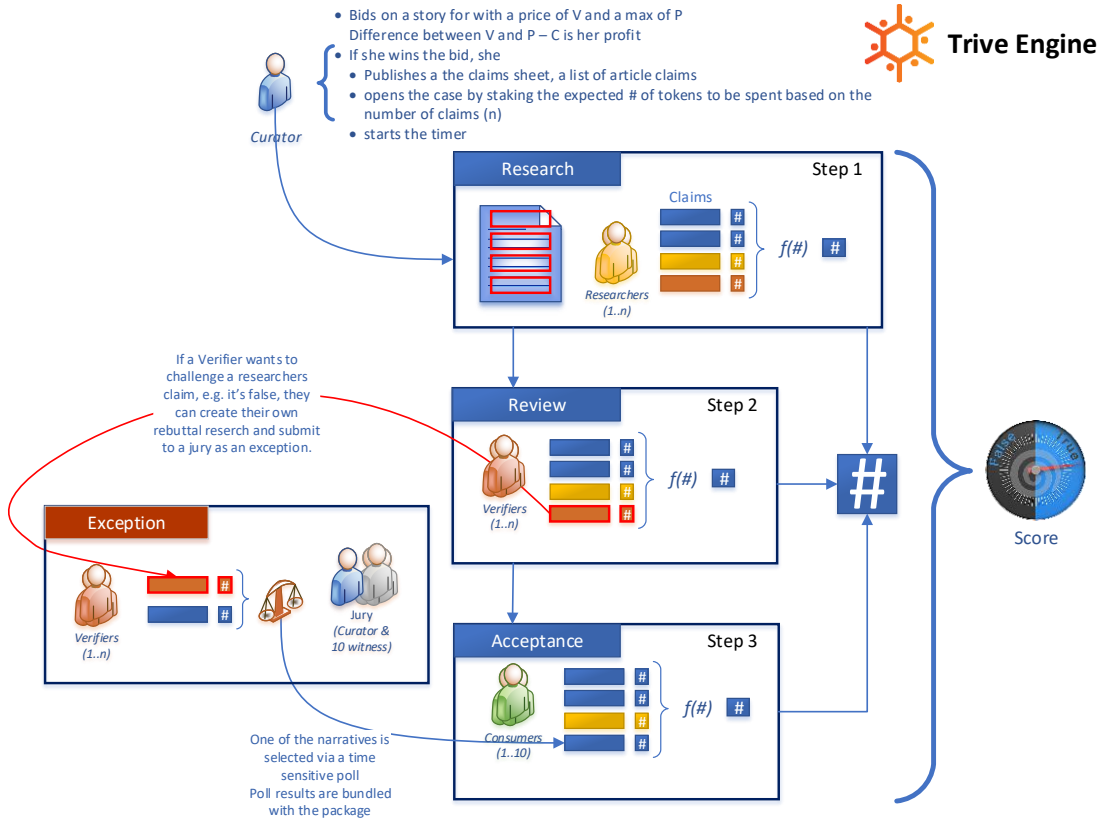 • Bids on a story for with a price of V and a max of P
Difference between V and P – C is her profit
• If she wins the bid, she
• Publishes a the claims sheet, a list of article claims
• opens the case by staking the expected # of tokens to be spent based on the
number of claims (n)
• starts the timer
Trive Engine
Curator
Research
Step 1
Claims
#
#
#
#
f(#)
#
Researchers
(1..n)
If a Verifier wants to
challenge a researchers
claim, e.g. it's false, they
can create their own
rebuttal reserch and submit
to a jury as an exception.
Review
Step 2
#
#
#
#
f(#)
#
Verifiers
(1..n)
#
False
True
Score
Exception
#
#
Verifiers
(1..n)
Jury
(Curator &
10 witness)
Acceptance
Step 3
#
#
#
#
f(#)
#
Consumers
(1..10)
One of the narratives is
selected via a time
sensitive poll
Poll results are bundled
with the package